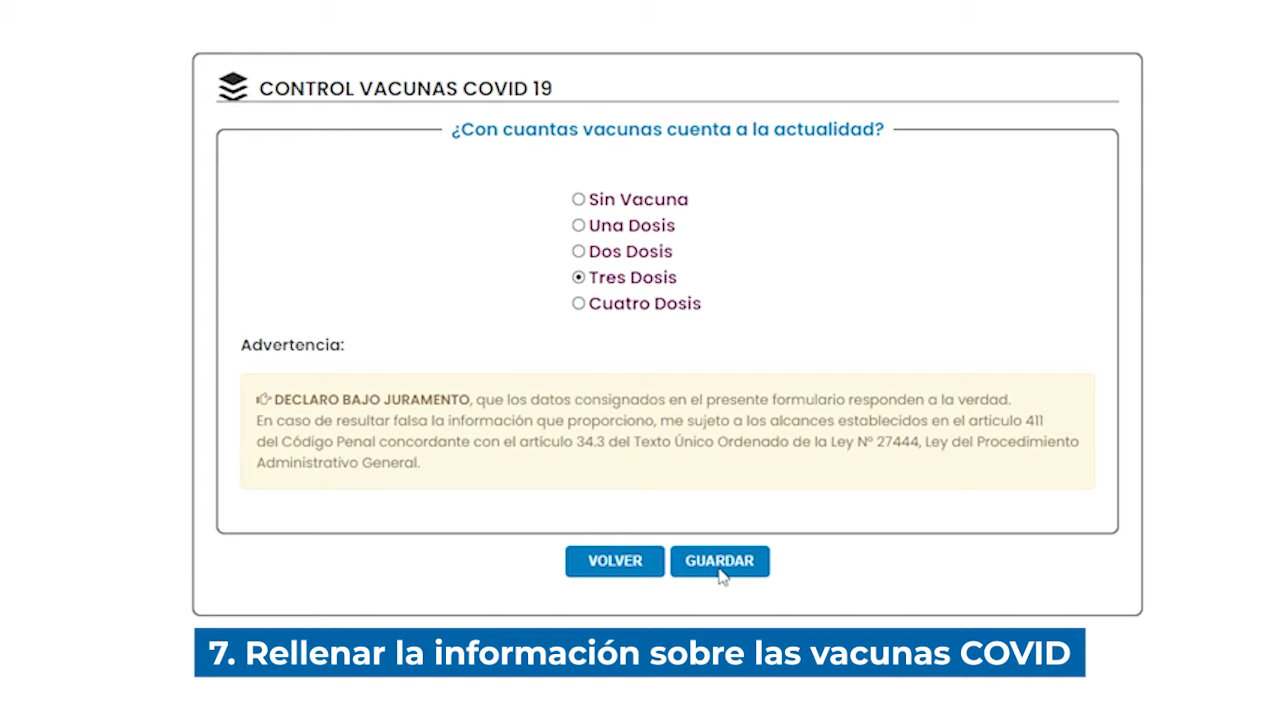 CONTROL VACUNAS COVID 19
¿Con cuantas vacunas cuenta a la actualidad?
Sin Vacuna
Una Dosis
Dos Dosis
Tres Dosis
Cuatro Dosis
Advertencia:
DECLARO BAJO JURAMENTO, que los datos consignados en el presente formulario responden a la verdad.
En caso de resultar falsa la información que proporciono, me sujeto a los alcances establecidos en el articulo 411
del Código Penal concordante con el artículo 34.3 del Texto Único Ordenado de la Ley Nº 27444, Ley del Procedimiento
Administrativo General.
VOLVER GUARDAR
7. Rellenar la información sobre las vacunas COVID